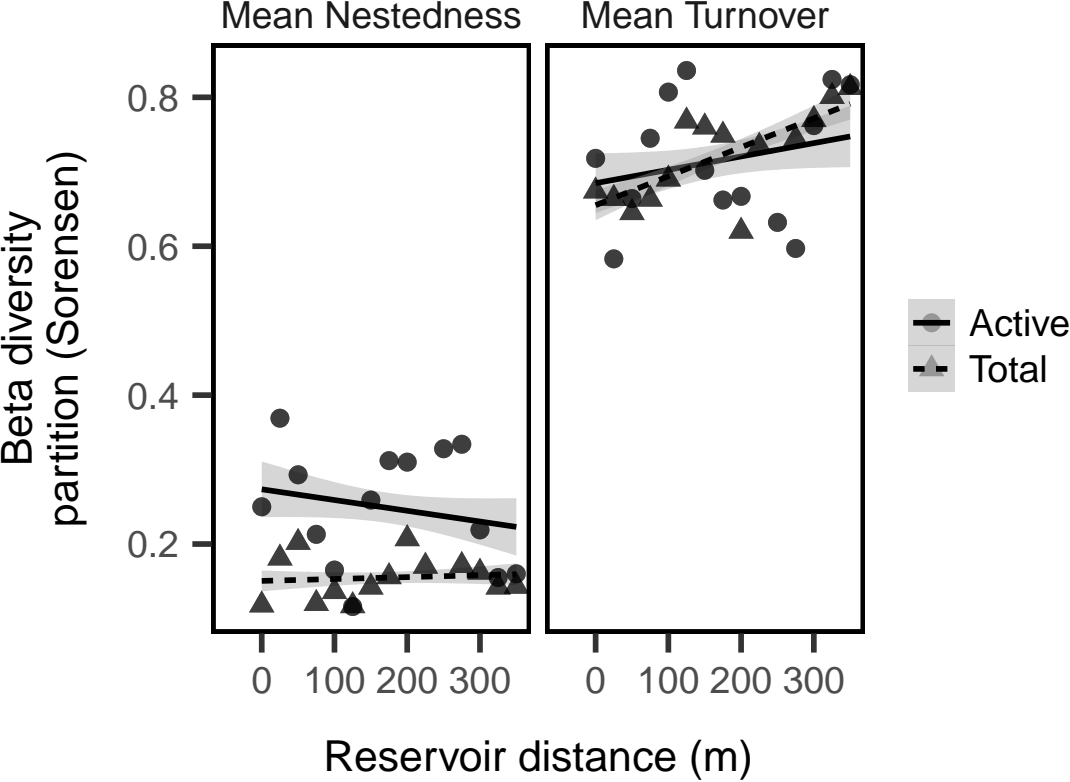 Mean Nestedness
Mean Turnover
Beta diversity
partition (Sorensen)
0.8
0.6
0.4
0.2
0 100 200 300
0 100 200 300
Reservoir distance (m)
Active
Total